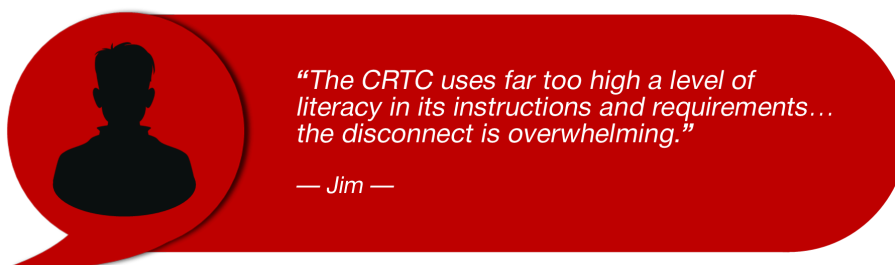 “The CRTC uses far too high a level of
literacy in its instructions and requirements…
the disconnect is overwhelming.”
— Jim —